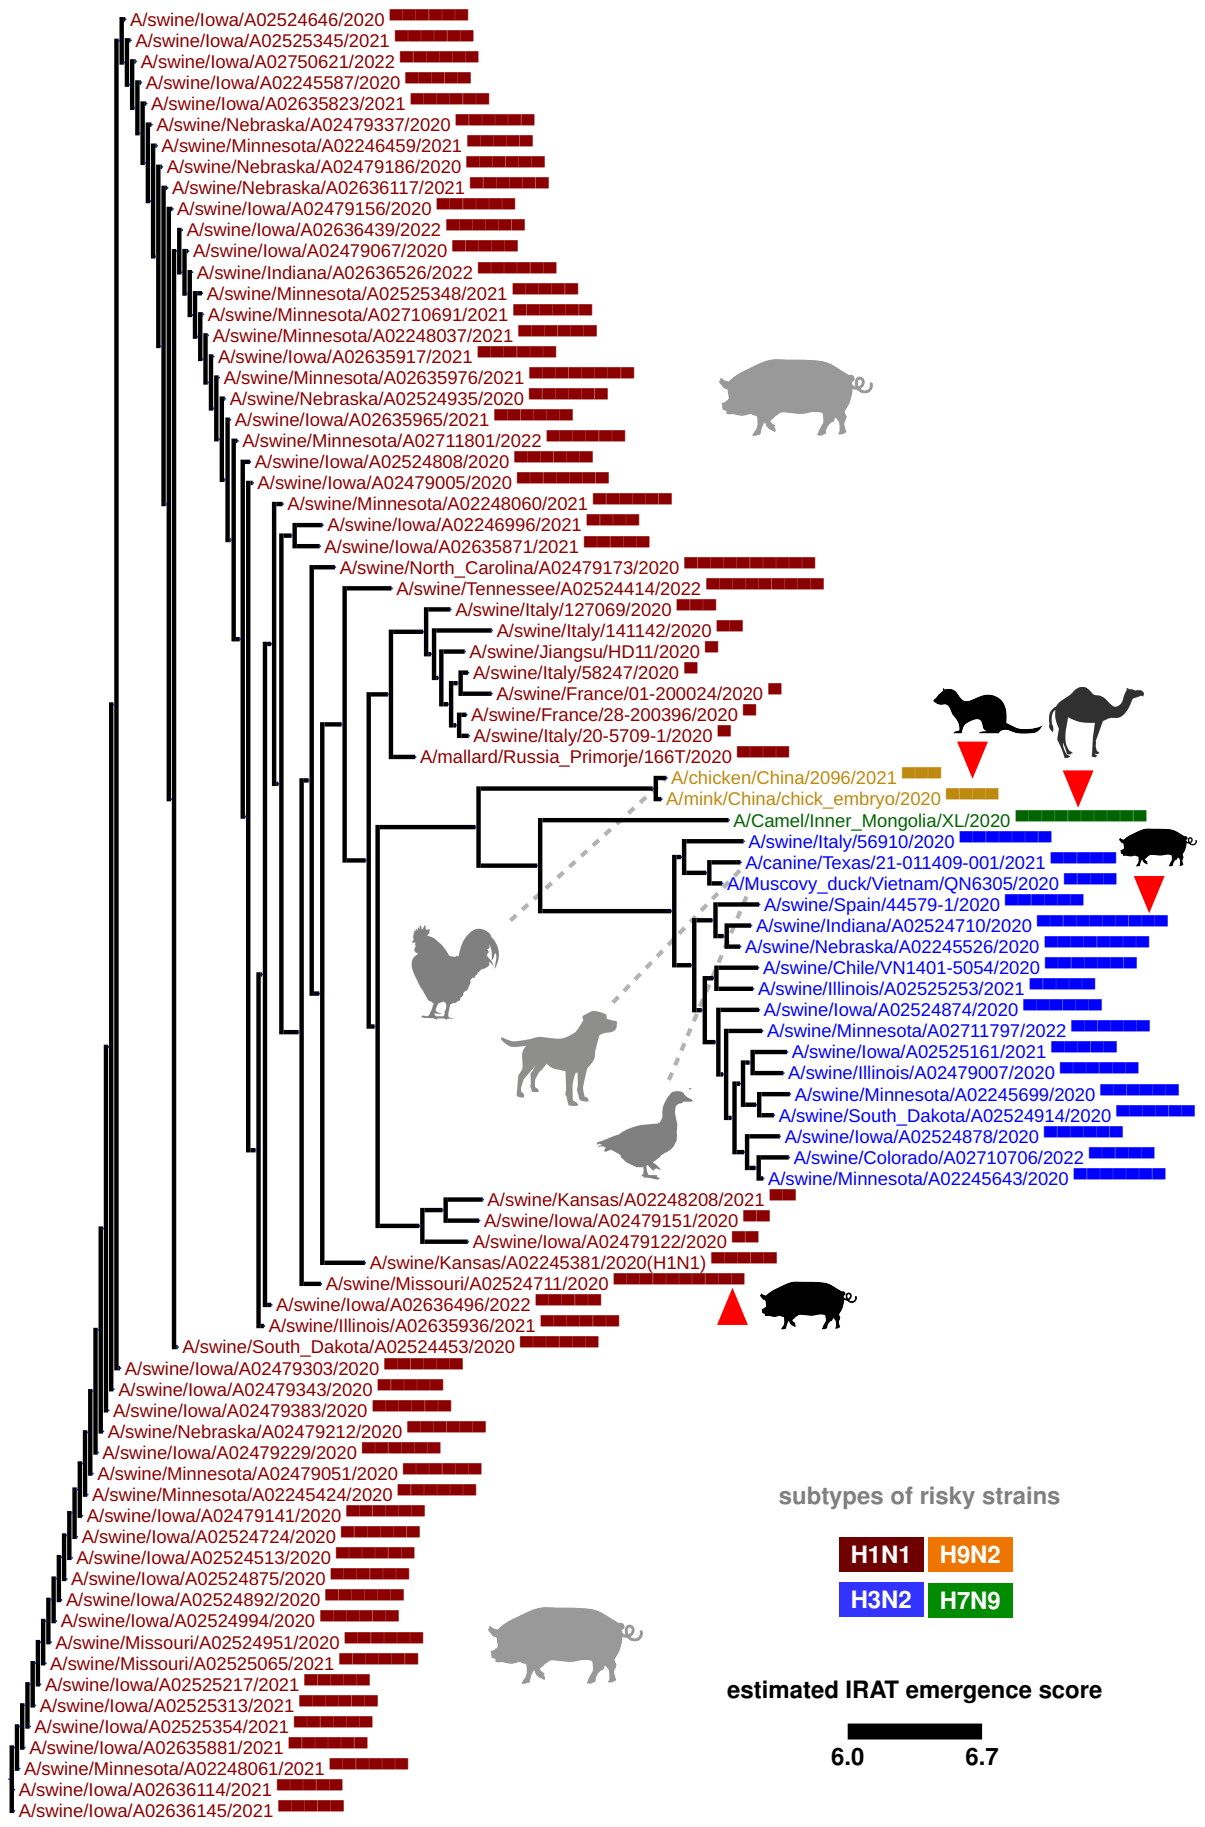 A/swine/Iowa/A02524646/2020
A/swine/Iowa/A02525345/2021
A/swine/Iowa/A02750621/2022
A/swine/Iowa/A02245587/2020
A/swine/Iowa/A02635823/2021
A/swine/Nebraska/A02479337/2020
A/swine/Minnesota/A02246459/2021
A/swine/Nebraska/A02479186/2020
A/swine/Nebraska/A02636117/2021
A/swine/Iowa/A02479156/2020
A/swine/Iowa/A02636439/2022
A/swine/Iowa/A02479067/2020
A/swine/Indiana/A02636526/2022
A/swine/Minnesota/A02525348/2021
A/swine/Minnesota/A02710691/2021
A/swine/Minnesota/A02248037/2021
A/swine/Iowa/A02635917/2021
A/swine/Minnesota/A02635976/2021
A/swine/Nebraska/A02524935/2020
A/swine/Iowa/A02635965/2021
A/swine/Minnesota/A02711801/2022
A/swine/Iowa/A02524808/2020
A/swine/Iowa/A02479005/2020
A/swine/Minnesota/A02248060/2021
A/swine/Iowa/A02246996/2021
A/swine/Iowa/A02635871/2021
A/swine/North_Carolina/A02479173/2020
A/swine/Tennessee/A02524414/2022
A/swine/Italy/127069/2020
A/swine/Italy/141142/2020
A/swine/Jiangsu/HD11/2020
A/swine/Italy/58247/2020
A/swine/France/01-200024/2020
A/swine/France/28-200396/2020
A/swine/Italy/20-5709-1/2020
A/mallard/Russia_Primorje/166T/2020
A/chicken/China/2096/2021
A/mink/China/chick_embryo/2020
A/Camel/Inner_Mongolia/XL/2020
A/swine/Italy/56910/2020
A/canine/Texas/21-011409-001/2021
A/Muscovy_duck/Vietnam/QN6305/2020
A/swine/Spain/44579-1/2020
A/swine/Indiana/A02524710/2020
A/swine/Nebraska/A02245526/2020
A/swine/Chile/VN1401-5054/2020
A/swine/Illinois/A02525253/2021
A/swine/Iowa/A02524874/2020
A/swine/Minnesota/A02711797/2022
A/swine/Iowa/A02525161/2021
A/swine/Illinois/A02479007/2020
A/swine/Minnesota/A02245699/2020
A/swine/South_Dakota/A02524914/2020
A/swine/Iowa/A02524878/2020
A/swine/Colorado/A02710706/2022
A/swine/Minnesota/A02245643/2020
A/swine/Kansas/A02248208/2021
A/swine/Iowa/A02479151/2020
A/swine/Iowa/A02479122/2020
A/swine/Kansas/A02245381/2020(H1N1)
A/swine/Missouri/A02524711/2020
A/swine/Iowa/A02636496/2022
A/swine/Illinois/A02635936/2021
A/swine/South_Dakota/A02524453/2020
A/swine/Iowa/A02479303/2020
A/swine/Iowa/A02479343/2020
A/swine/Iowa/A02479383/2020
A/swine/Nebraska/A02479212/2020
A/swine/Iowa/A02479229/2020
A/swine/Minnesota/A02479051/2020
A/swine/Minnesota/A02245424/2020
A/swine/Iowa/A02479141/2020
A/swine/Iowa/A02524724/2020
A/swine/Iowa/A02524513/2020
A/swine/Iowa/A02524875/2020
A/swine/Iowa/A02524892/2020
A/swine/Iowa/A02524994/2020
A/swine/Missouri/A02524951/2020
A/swine/Missouri/A02525065/2021
A/swine/Iowa/A02525217/2021
A/swine/Iowa/A02525313/2021
A/swine/Iowa/A02525354/2021
A/swine/Iowa/A02635881/2021
A/swine/Minnesota/A02248061/2021
A/swine/Iowa/A02636114/2021
A/swine/Iowa/A02636145/2021
subtypes of risky strains
H1N1 H9N2
H3N2 H7N9
estimated IRAT emergence score
6.0 6.7